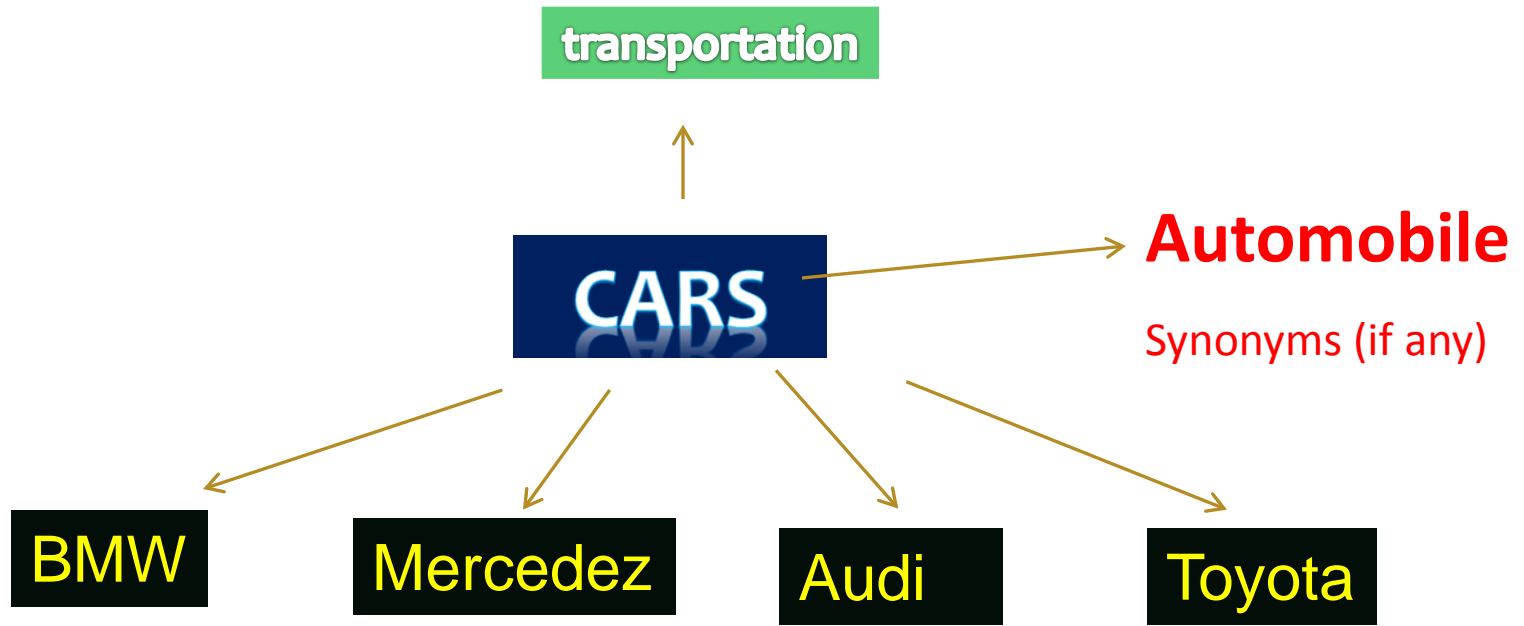 transportation
Automobile
CARS
Synonyms (if any)
BMW
Mercedez
Audi
Toyota